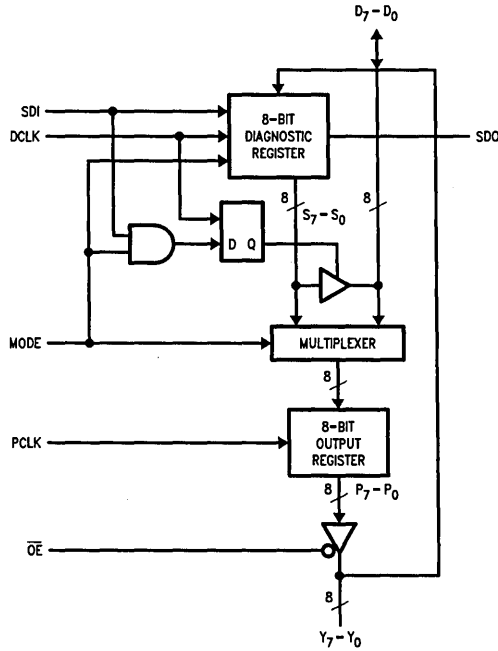 D7–D0
SDI
DCLK
8-BIT
DIAGNOSTIC
REGISTER
SDO
8
S7–S0
8
D Q
MODE
MULTIPLEXER
8
PCLK
8-BIT
OUTPUT
REGISTER
8
P7–P0
OE
8
Y7–Y0